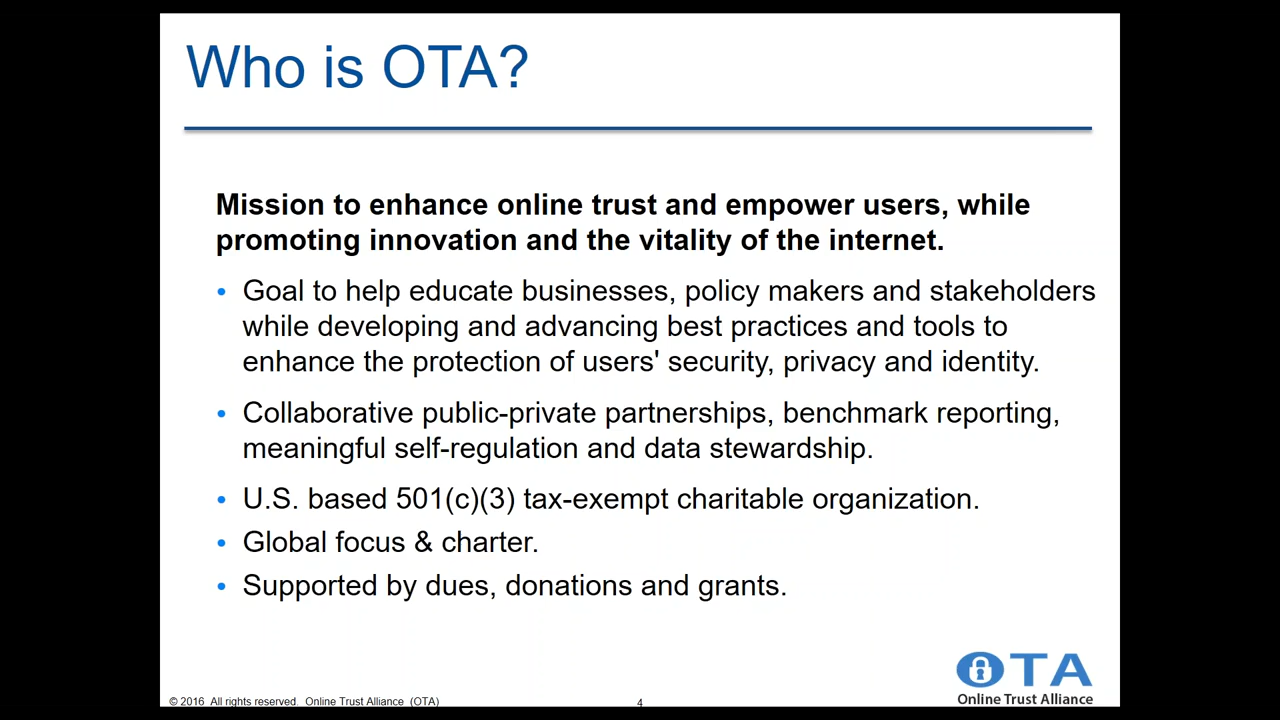 Who is OTA?
Mission to enhance online trust and empower users, while
promoting innovation and the vitality of the internet.
• Goal to help educate businesses, policy makers and stakeholders
while developing and advancing best practices and tools to
enhance the protection of users' security, privacy and identity.
• Collaborative public-private partnerships, benchmark reporting,
meaningful self-regulation and data stewardship.
• U.S. based 501(c)(3) tax-exempt charitable organization.
• Global focus & charter.
• Supported by dues, donations and grants.
OTA
Online Trust Alliance
© 2016 All rights reserved. Online Trust Alliance (OTA)
4